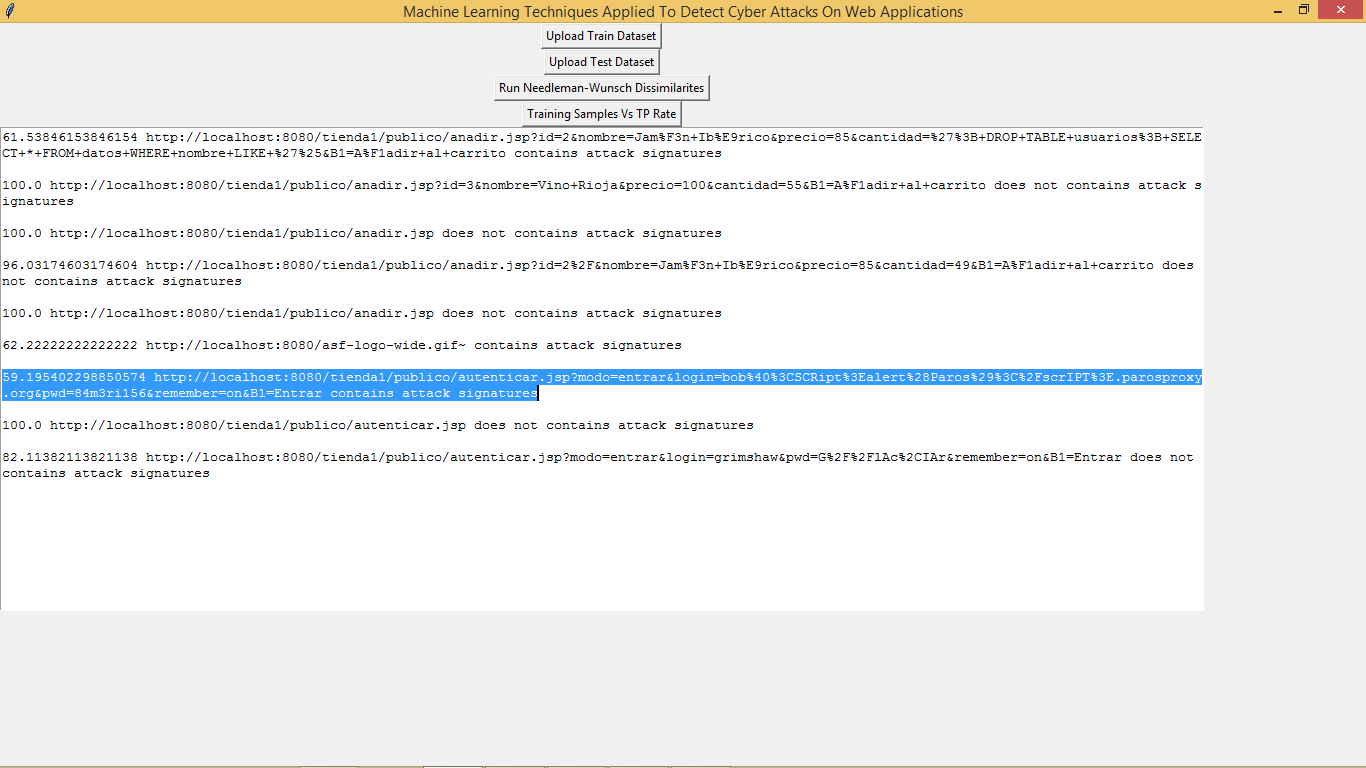 Machine Learning Techniques Applied To Detect Cyber Attacks On Web Applications
Upload Train Dataset
Upload Test Dataset
Run Needleman-Wunsch Dissimilarites
Training Samples Vs TP Rate
61.53846153846154 http://localhost:8080/tienda1/publico/anadir.jsp?id=2&nombre=Jam%F3n+Ib%E9rico&precio=85&cantidad=%27%3B+DROP+TABLE+usuarios%3B+SELE
CT+*+FROM+datos+WHERE+nombre+LIKE+%27%25&B1=A%F1adir+al+carrito contains attack signatures
100.0 http://localhost:8080/tienda1/publico/anadir.jsp?id=3&nombre=Vino+Rioja&precio=100&cantidad=55&B1=A%F1adir+al+carrito does not contains attack s
ignatures
100.0 http://localhost:8080/tienda1/publico/anadir.jsp does not contains attack signatures
96.03174603174604 http://localhost:8080/tienda1/publico/anadir.jsp?id=2%2F&nombre=Jam%F3n+Ib%E9rico&precio=85&cantidad=49&B1=A%F1adir+al+carrito does
not contains attack signatures
100.0 http://localhost:8080/tienda1/publico/anadir.jsp does not contains attack signatures
62.22222222222222 http://localhost:8080/asf-logo-wide.gif~ contains attack signatures
59.195402298850574 http://localhost:8080/tienda1/publico/autenticar.jsp?modo=entrar&login=bob%40%3CSCRipt%3Ealert%28Paros%29%3C%2FscrIPT%3E.parosproxy
.org&pwd=84m3ri156&remember=on&B1=Entrar contains attack signatures
100.0 http://localhost:8080/tienda1/publico/autenticar.jsp does not contains attack signatures
82.11382113821138 http://localhost:8080/tienda1/publico/autenticar.jsp?modo=entrar&login=grimshaw&pwd=G%2F%2FlAc%2CIAr&remember=on&B1=Entrar does not
contains attack signatures